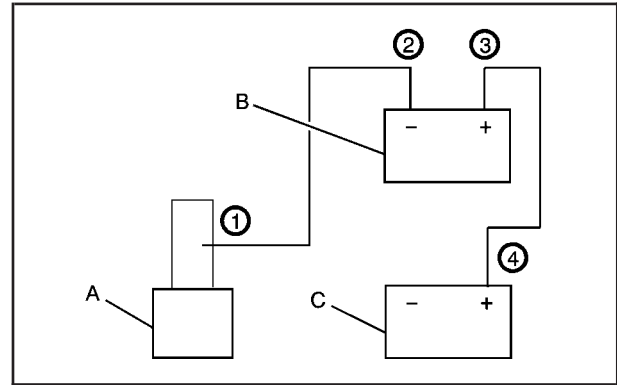 ② ③
B
− +
①
④
A
C
− +